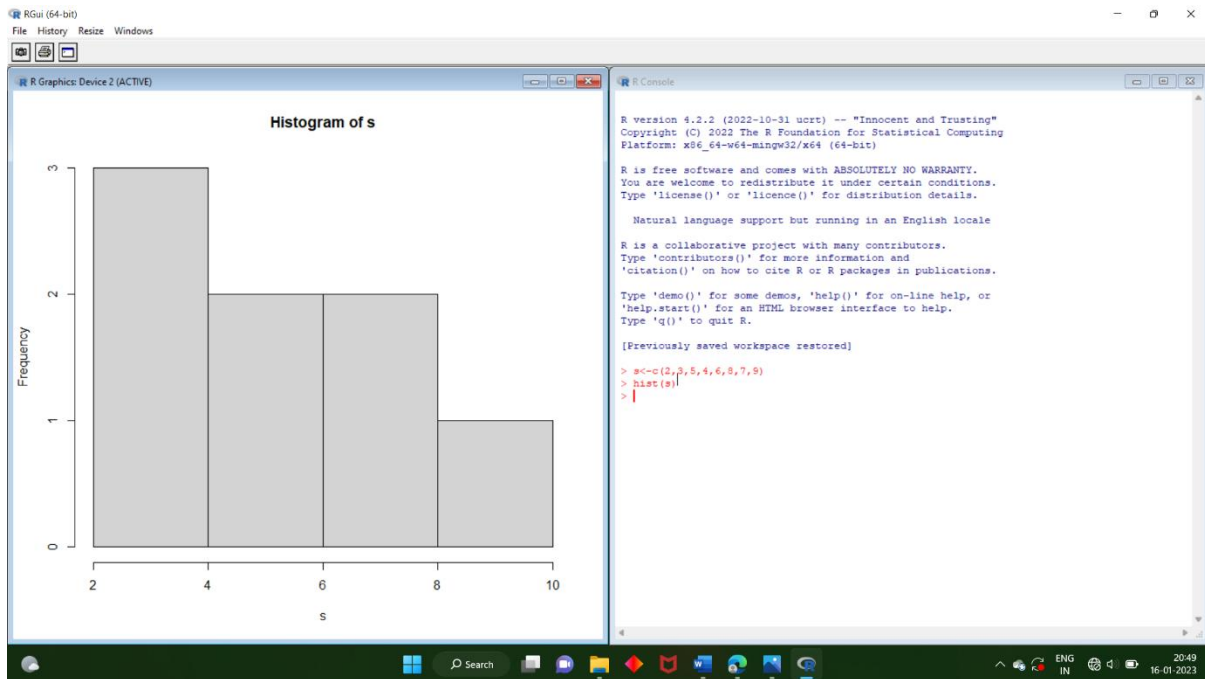 RGui (64-bit)
File History Resize Windows
R Graphics: Device 2 (ACTIVE)
Histogram of s
3
2
1
0
Frequency
2 4 6 8 10
s
R Console
R version 4.2.2 (2022-10-31 ucrt) -- "Innocent and Trusting"
Copyright (C) 2022 The R Foundation for Statistical Computing
Platform: x86_64-w64-mingw32/x64 (64-bit)
R is free software and comes with ABSOLUTELY NO WARRANTY.
You are welcome to redistribute it under certain conditions.
Type 'license()' or 'licence()' for distribution details.
Natural language support but running in an English locale
R is a collaborative project with many contributors.
Type 'contributors()' for more information and
'citation()' on how to cite R or R packages in publications.
Type 'demo()' for some demos, 'help()' for on-line help, or
'help.start()' for an HTML browser interface to help.
Type 'q()' to quit R.
[Previously saved workspace restored]
> s<-c(2,3,5,4,6,8,7,9)
> hist(s)
>
Search
ENG
IN
20:49
16-01-2023